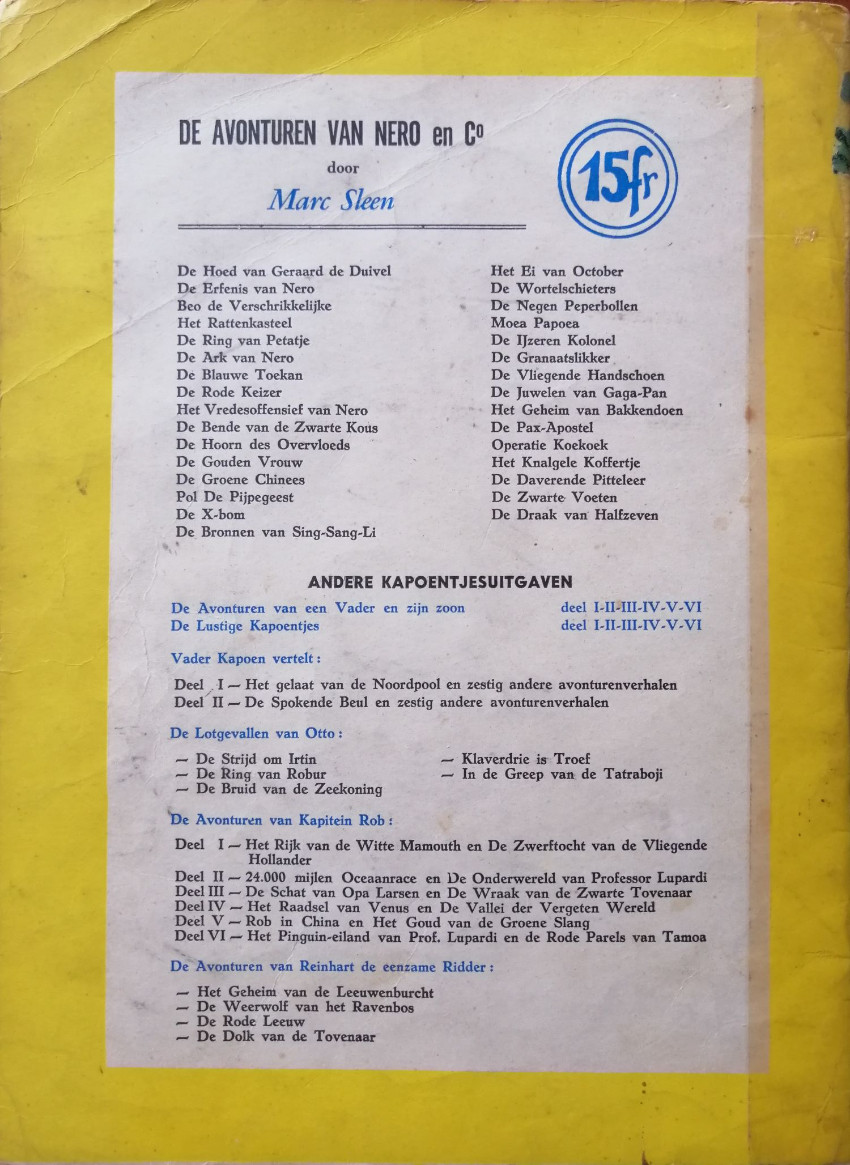 DE AVONTUREN VAN NERO en Co
door
Marc Sleen
15fr
De Hoed van Geraard de Duivel
De Erfenis van Nero
Beo de Verschrikkelijke
Het Rattenkasteel
De Ring van Petatje
De Ark van Nero
De Blauwe Toekan
De Rode Keizer
Het Vredesoffensief van Nero
De Bende van de Zwarte Kous
De Hoorn des Overvloeds
De Gouden Vrouw
De Groene Chinees
Pol De Pijpegeest
De X-bom
De Bronnen van Sing-Sang-Li
Het Ei van October
De Wortelschieters
De Negen Peperbollen
Moea Papoea
De IJzeren Kolonel
De Granaatslikker
De Vliegende Handschoen
De Juwelen van Gaga-Pan
Het Geheim van Bakkendoen
De Pax-Apostel
Operatie Koekoek
Het Knalgele Koffertje
De Daverende Pitteleer
De Zwarte Voeten
De Draak van Halfzeven
ANDERE KAPOENTJESUITGAVEN
De Avonturen van een Vader en zijn zoon deel I-II-III-IV-V-VI
De Lustige Kapoentjes deel I-II-III-IV-V-VI
Vader Kapoen vertelt :
Deel I — Het gelaat van de Noordpool en zestig andere avonturenverhalen
Deel II — De Spokende Beul en zestig andere avonturenverhalen
De Lotgevallen van Otto :
— De Strijd om Irtin
— De Ring van Robur
— De Bruid van de Zeekoning
— Klaverdrie is Troef
— In de Greep van de Tatraboji
De Avonturen van Kapitein Rob :
Deel I — Het Rijk van de Witte Mamouth en De Zwerftocht van de Vliegende
Hollander
Deel II — 24.000 mijlen Oceaanrace en De Onderwereld van Professor Lupardi
Deel III — De Schat van Opa Larsen en De Wraak van de Zwarte Tovenaar
Deel IV — Het Raadsel van Venus en De Vallei der Vergeten Wereld
Deel V — Rob in China en Het Goud van de Groene Slang
Deel VI — Het Pinguin-eiland van Prof. Lupardi en de Rode Parels van Tamoa
De Avonturen van Reinhart de eenzame Ridder :
— Het Geheim van de Leeuwenburcht
— De Weerwolf van het Ravenbos
— De Rode Leeuw
— De Dolk van de Tovenaar